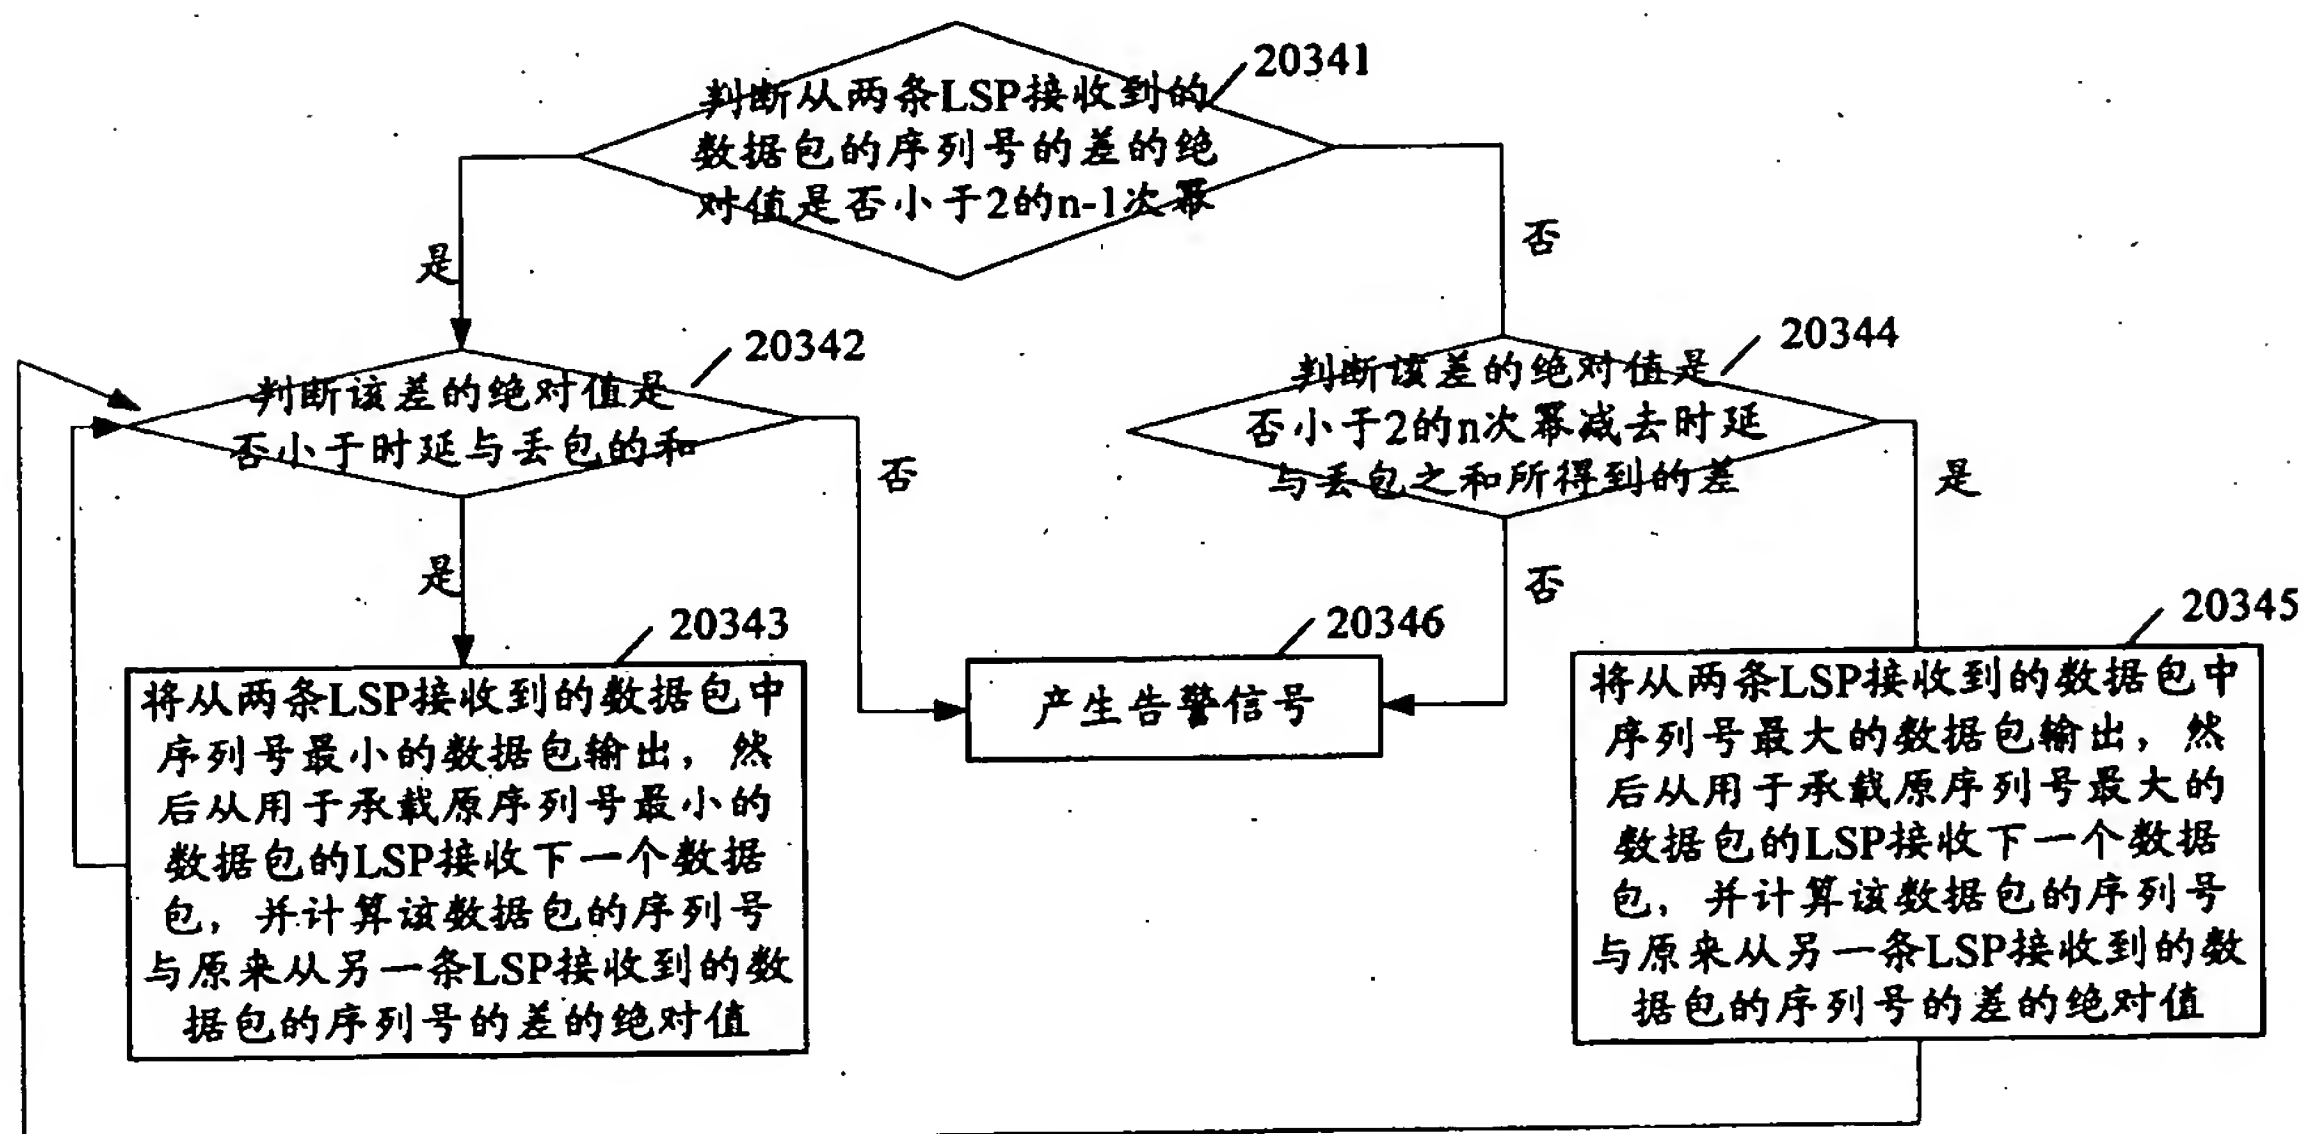 判断从两条LSP接收到的
数据包的序列号的差的绝
对值是否小于2的n-1次幂
20341
是
否
判断该差的绝对值是
否小于时延与丢包的和
20342
判断该差的绝对值是
否小于2的n次幂减去时延
与丢包之和所得到的差
20344
是
否
否
是
20343
将从两条LSP接收到的数据包中
序列号最小的数据包输出，然
后从用于承载原序列号最小的
数据包的LSP接收下一个数据
包，并计算该数据包的序列号
与原来从另一条LSP接收到的数
据包的序列号的差的绝对值
20346
产生告警信号
20345
将从两条LSP接收到的数据包中
序列号最大的数据包输出，然
后从用于承载原序列号最大的
数据包的LSP接收下一个数据
包，并计算该数据包的序列号
与原来从另一条LSP接收到的数
据包的序列号的差的绝对值